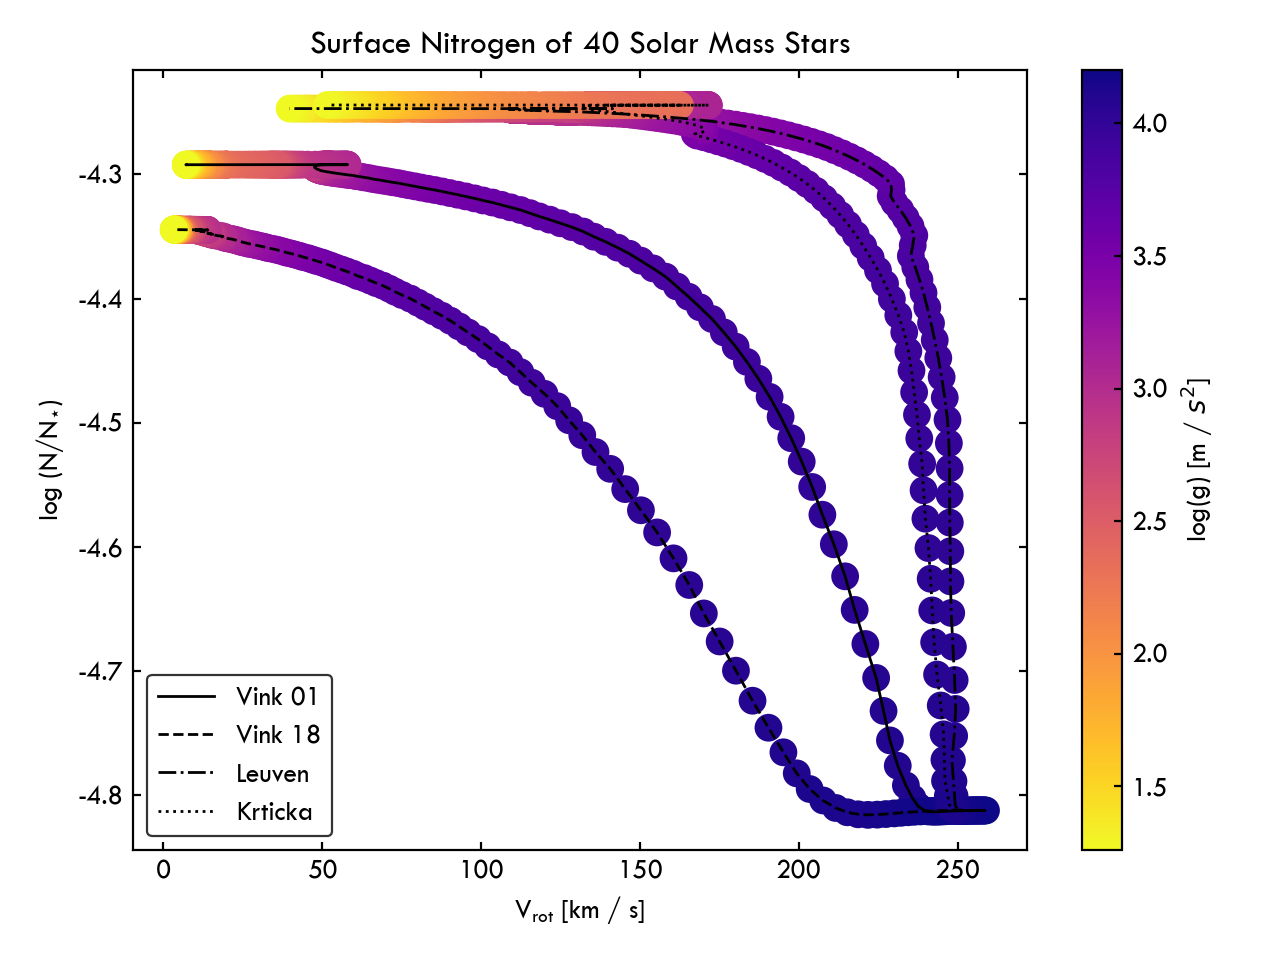 Surface Nitrogen of 40 Solar Mass Stars
-4.3
-4.4
-4.5
-4.6
-4.7
-4.8
log (N/N⋆)
0 50 100 150 200 250
V_rot [km / s]
Vink 01
Vink 18
Leuven
Krticka
4.0
3.5
3.0
2.5
2.0
1.5
log(g) [m / s²]